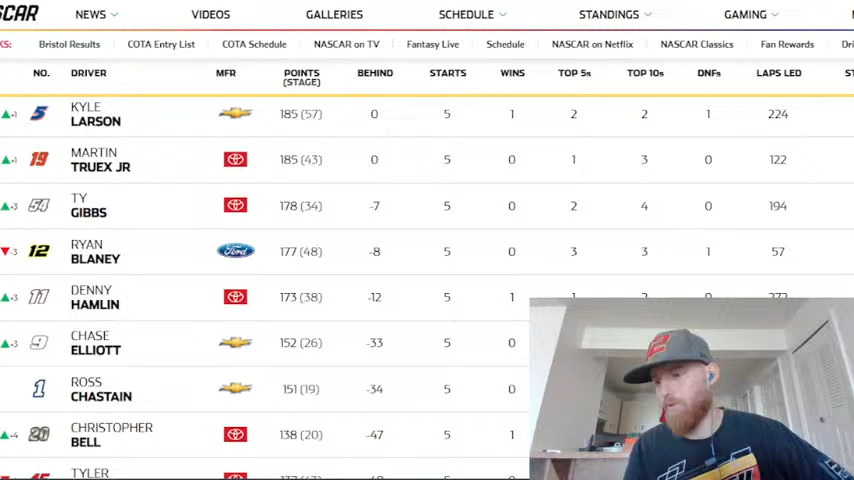 SCAR NEWS VIDEOS GALLERIES SCHEDULE STANDINGS GAMING
KS: Bristol Results COTA Entry List COTA Schedule NASCAR on TV Fantasy Live Schedule NASCAR on Netflix NASCAR Classics Fan Rewards Dri
NO. DRIVER MFR POINTS (STAGE) BEHIND STARTS WINS TOP 5s TOP 10s DNFs LAPS LED ST
+1 5 KYLE LARSON 185 (57) 0 5 1 2 2 1 224
+1 19 MARTIN TRUEX JR 185 (43) 0 5 0 1 3 0 122
+3 54 TY GIBBS 178 (34) -7 5 0 2 4 0 194
-3 12 RYAN BLANEY Ford 177 (48) -8 5 0 3 3 1 57
+3 11 DENNY HAMLIN 173 (38) -12 5 1
+3 9 CHASE ELLIOTT 152 (26) -33 5 0
1 ROSS CHASTAIN 151 (19) -34 5 0
+4 20 CHRISTOPHER BELL 138 (20) -47 5 1
TYLER